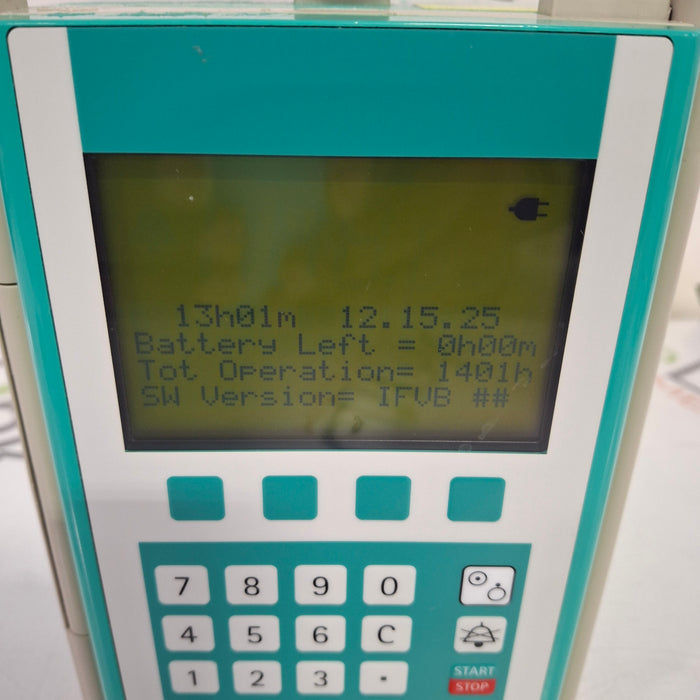 13h01m 12.15.25
Battery Left = 0h00m
Tot Operation= 1401h
SW Version= IFVB ##
7 8 9 0
4 5 6 C
1 2 3 .
START
STOP